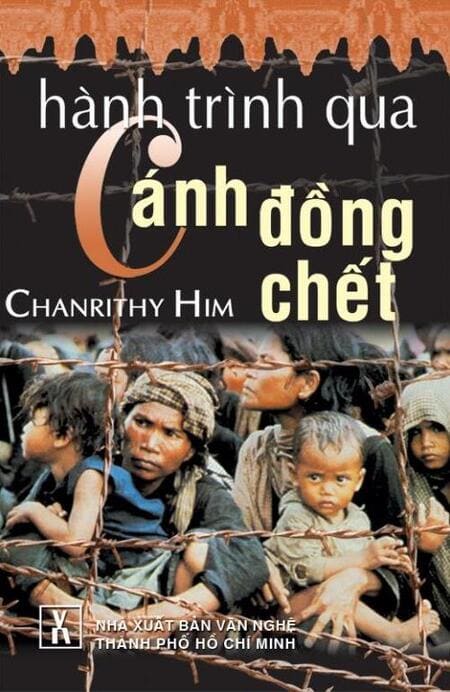 hành trình qua
Cánh đồng
chết
CHANRITHY HIM
NHÀ XUẤT BẢN VĂN NGHỆ
THÀNH PHỐ HỒ CHÍ MINH